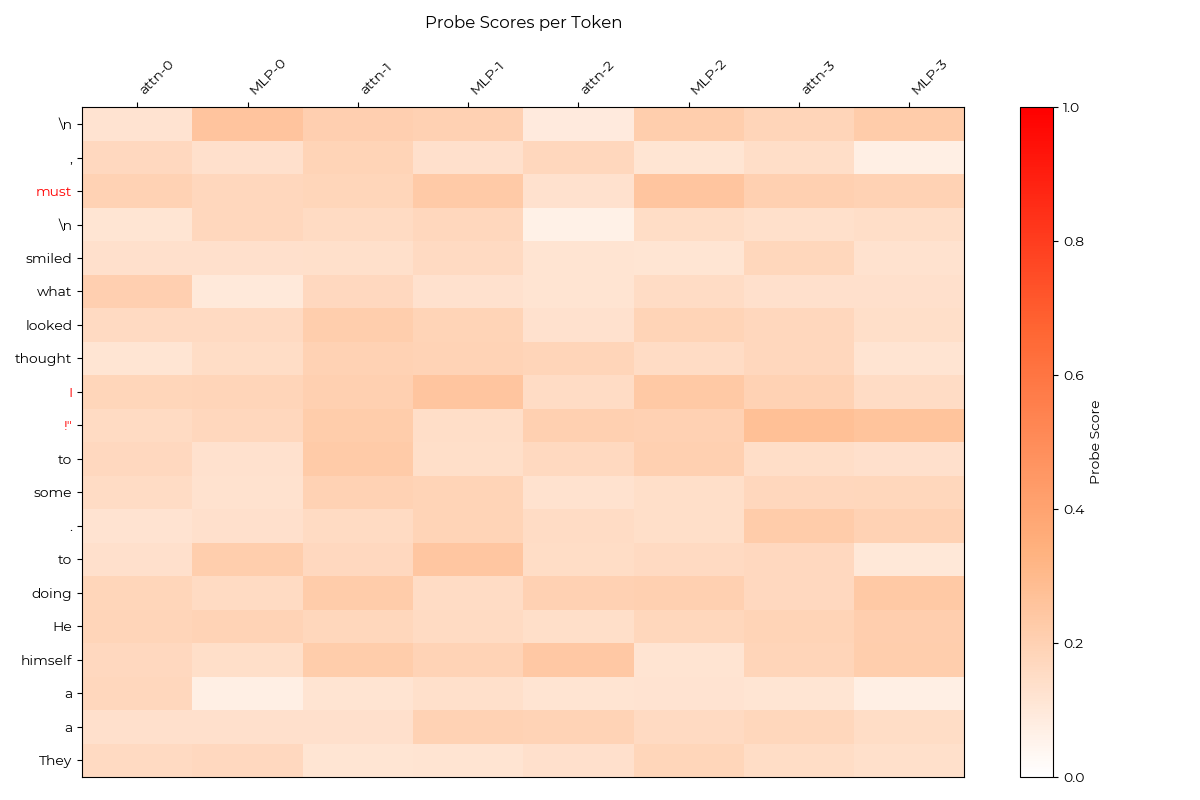 Probe Scores per Token
attn-0 MLP-0 attn-1 MLP-1 attn-2 MLP-2 attn-3 MLP-3
\n
,
must
\n
smiled
what
looked
thought
I
!"
to
some
.
to
doing
He
himself
a
a
They
1.0
0.8
0.6
0.4
0.2
0.0
Probe Score